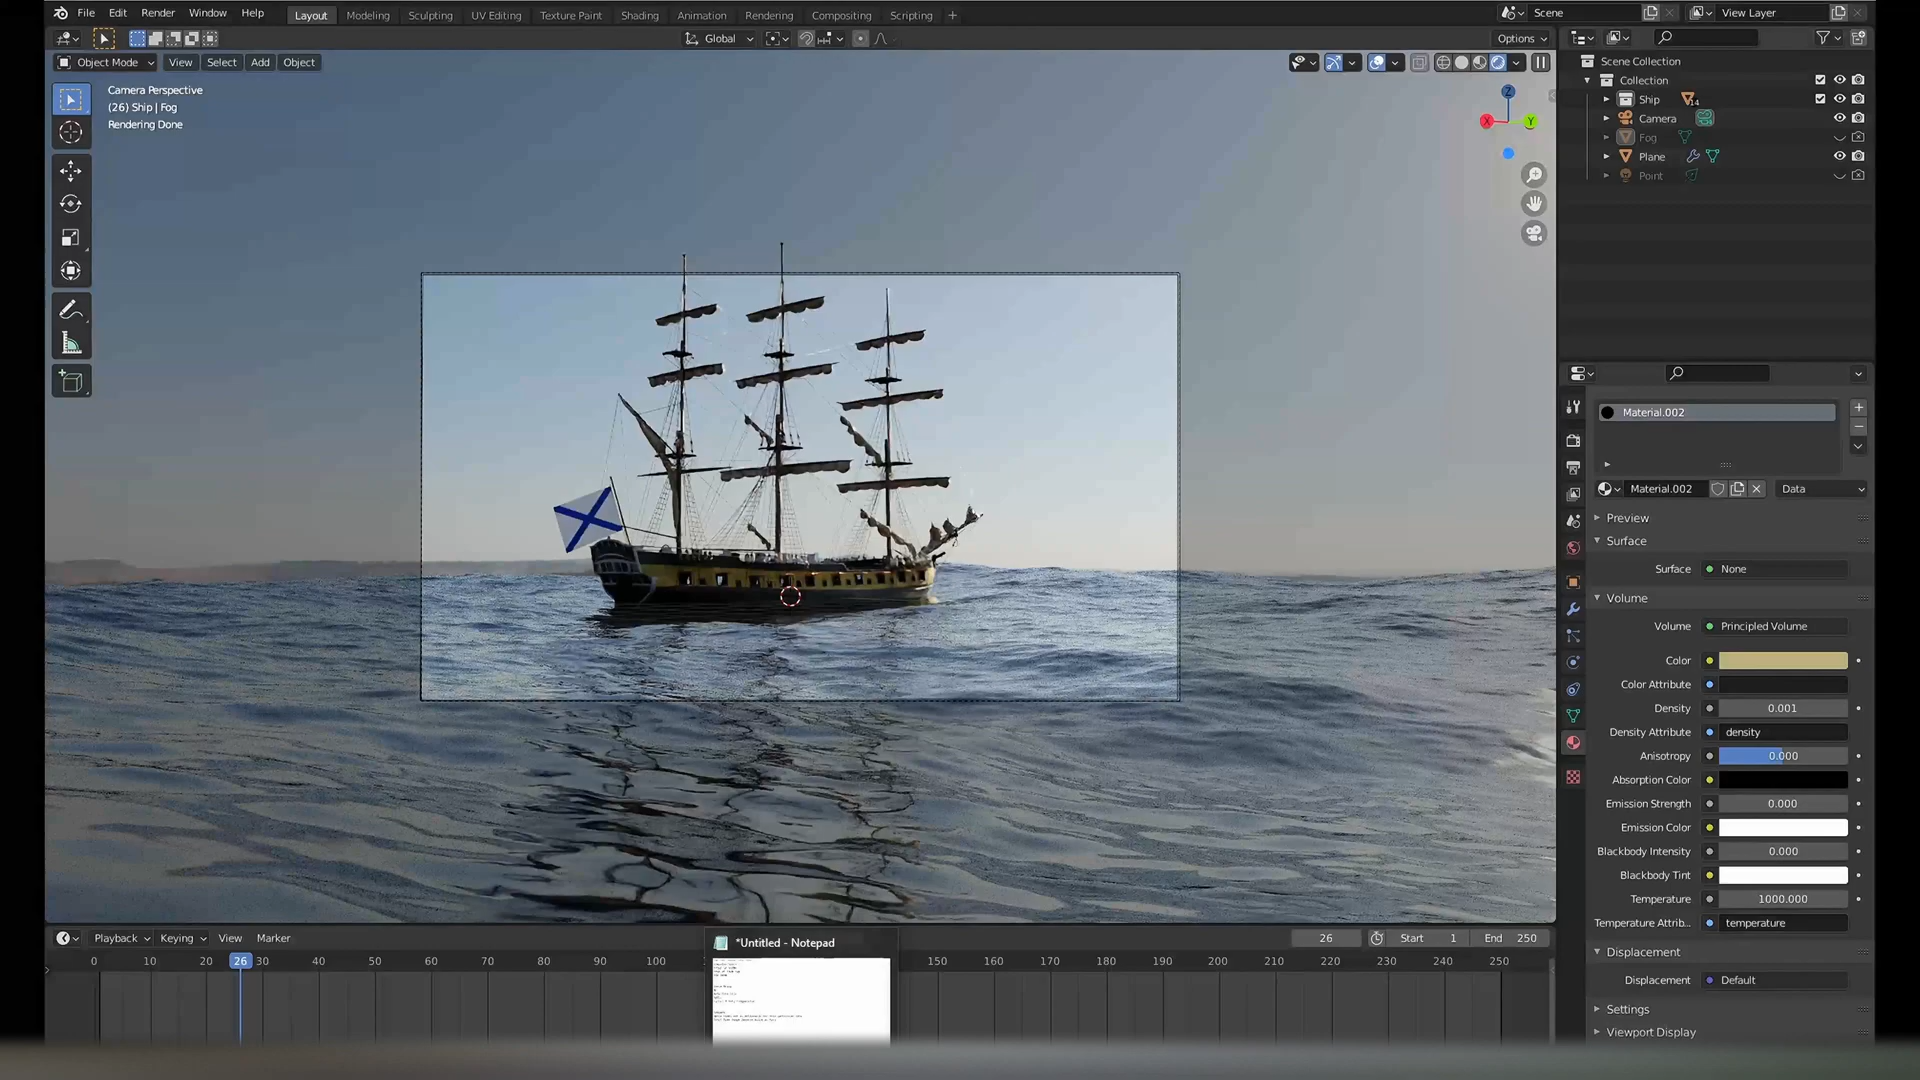 File Edit Render Window Help
Layout Modeling Sculpting UV Editing Texture Paint Shading Animation Rendering Compositing Scripting +
Scene
View Layer
Global
Options
Object Mode View Select Add Object
Camera Perspective
(26) Ship | Fog
Rendering Done
Z
X
Y
Scene Collection
Collection
Ship 14
Camera
Fog
Plane
Point
Material.002
Material.002 Data
Preview
Surface
Surface None
Volume
Volume Principled Volume
Color
Color Attribute
Density 0.001
Density Attribute density
Anisotropy 0.000
Absorption Color
Emission Strength 0.000
Emission Color
Blackbody Intensity 0.000
Blackbody Tint
Temperature 1000.000
Temperature Attrib... temperature
Displacement
Displacement Default
Settings
Viewport Display
Playback Keying View Marker
*Untitled - Notepad
26 Start 1 End 250
0 10 20 26 30 40 50 60 70 80 90 100 150 160 170 180 190 200 210 220 230 240 250